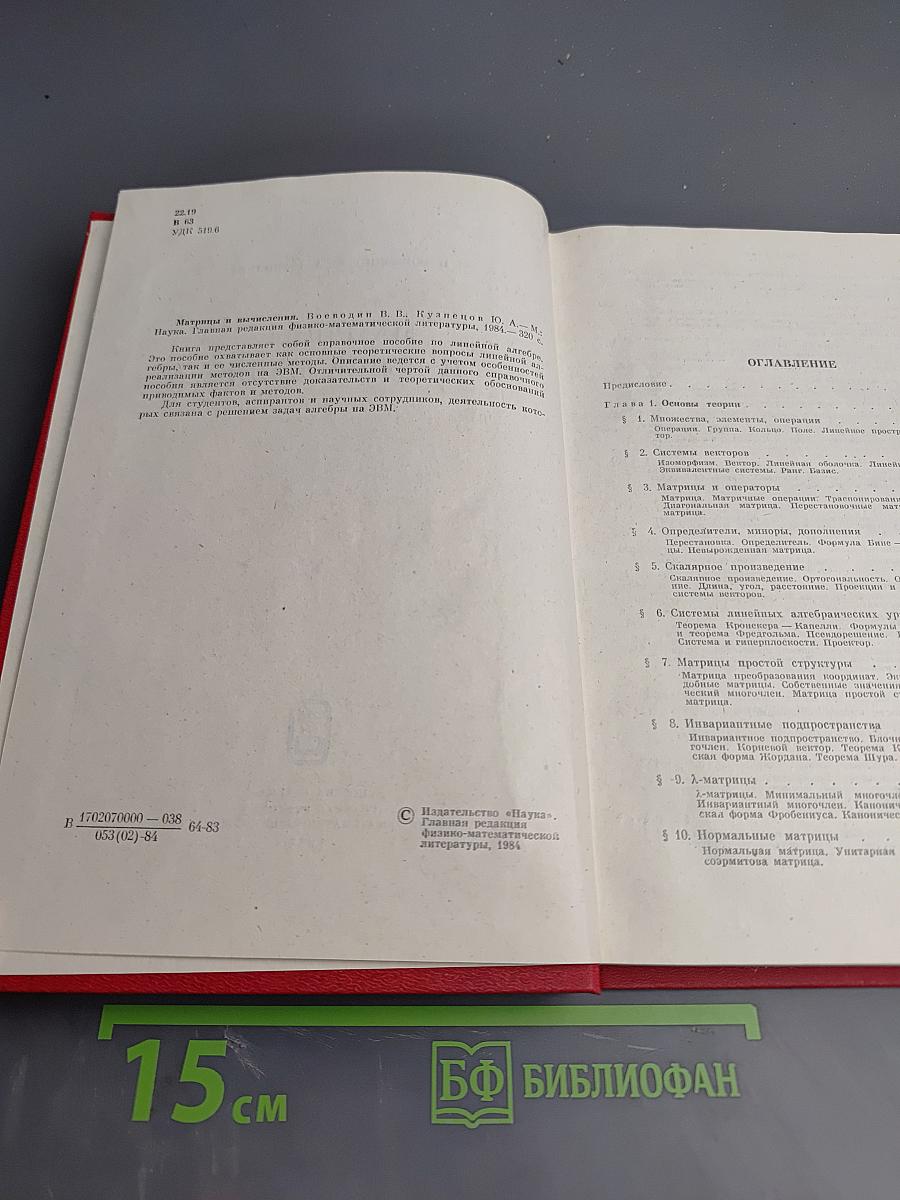 22.19
В 63
УДК 519.6
Матрицы и вычисления. Воеводин В. В., Кузнецов Ю. А.— М.:
Наука. Главная редакция физико-математической литературы, 1984.— 320 с.
Книга представляет собой справочное пособие по линейной алгебре.
Это пособие охватывает как основные теоретические вопросы линейной ал-
гебры, так и ее численные методы. Описание ведется с учетом особенностей
реализации методов на ЭВМ. Отличительной чертой данного справочного
пособия является отсутствие доказательств и теоретических обоснований
приводимых фактов и методов.
Для студентов, аспирантов и научных сотрудников, деятельность кото-
рых связана с решением задач алгебры на ЭВМ.
В 1702070000 — 038
053(02)-84
64-83
© Издательство «Наука».
Главная редакция
физико-математической
литературы, 1984
ОГЛАВЛЕНИЕ
Предисловие . . . . . . . .
Глава 1. Основы теории . . . . . . .
§ 1. Множества, элементы, операции . . . .
Операции. Группа. Кольцо. Поле. Линейное простр
тор.
§ 2. Системы векторов . . . . . . .
Изоморфизм. Вектор. Линейная оболочка. Линей
Эквивалентные системы. Ранг. Базис.
§ 3. Матрицы и операторы . . . . . .
Матрица. Матричные операции. Транспонирован
Диагональная матрица. Перестановочные мат
матрица.
§ 4. Определители, миноры, дополнения .
Перестановка. Определитель. Формула Бине —
цы. Невырожденная матрица.
§ 5. Скалярное произведение . . . .
Скалярное произведение. Ортогональность. О
ние. Длина, угол, расстояние. Проекции и
системы векторов.
§ 6. Системы линейных алгебраических ур
Теорема Кронекера — Капелли. Формулы
и теорема Фредгольма. Псевдорешение.
Система и гиперплоскости. Проектор.
§ 7. Матрицы простой структуры . .
Матрица преобразования координат. Эк
добные матрицы. Собственные значени
ческий многочлен. Матрица простой с
матрица.
§ 8. Инвариантные подпространства
Инвариантное подпространство. Блочн
гочлен. Корневой вектор. Теорема К
ская форма Жордана. Теорема Шура.
§ 9. λ-матрицы . . . . . .
λ-матрицы. Минимальный многочле
Инвариантный многочлен. Канонич
ская форма Фробениуса. Каноничес
§ 10. Нормальные матрицы . .
Нормальная матрица. Унитарная
соэрмитова матрица.
15 см
БФ БИБЛИОФАН